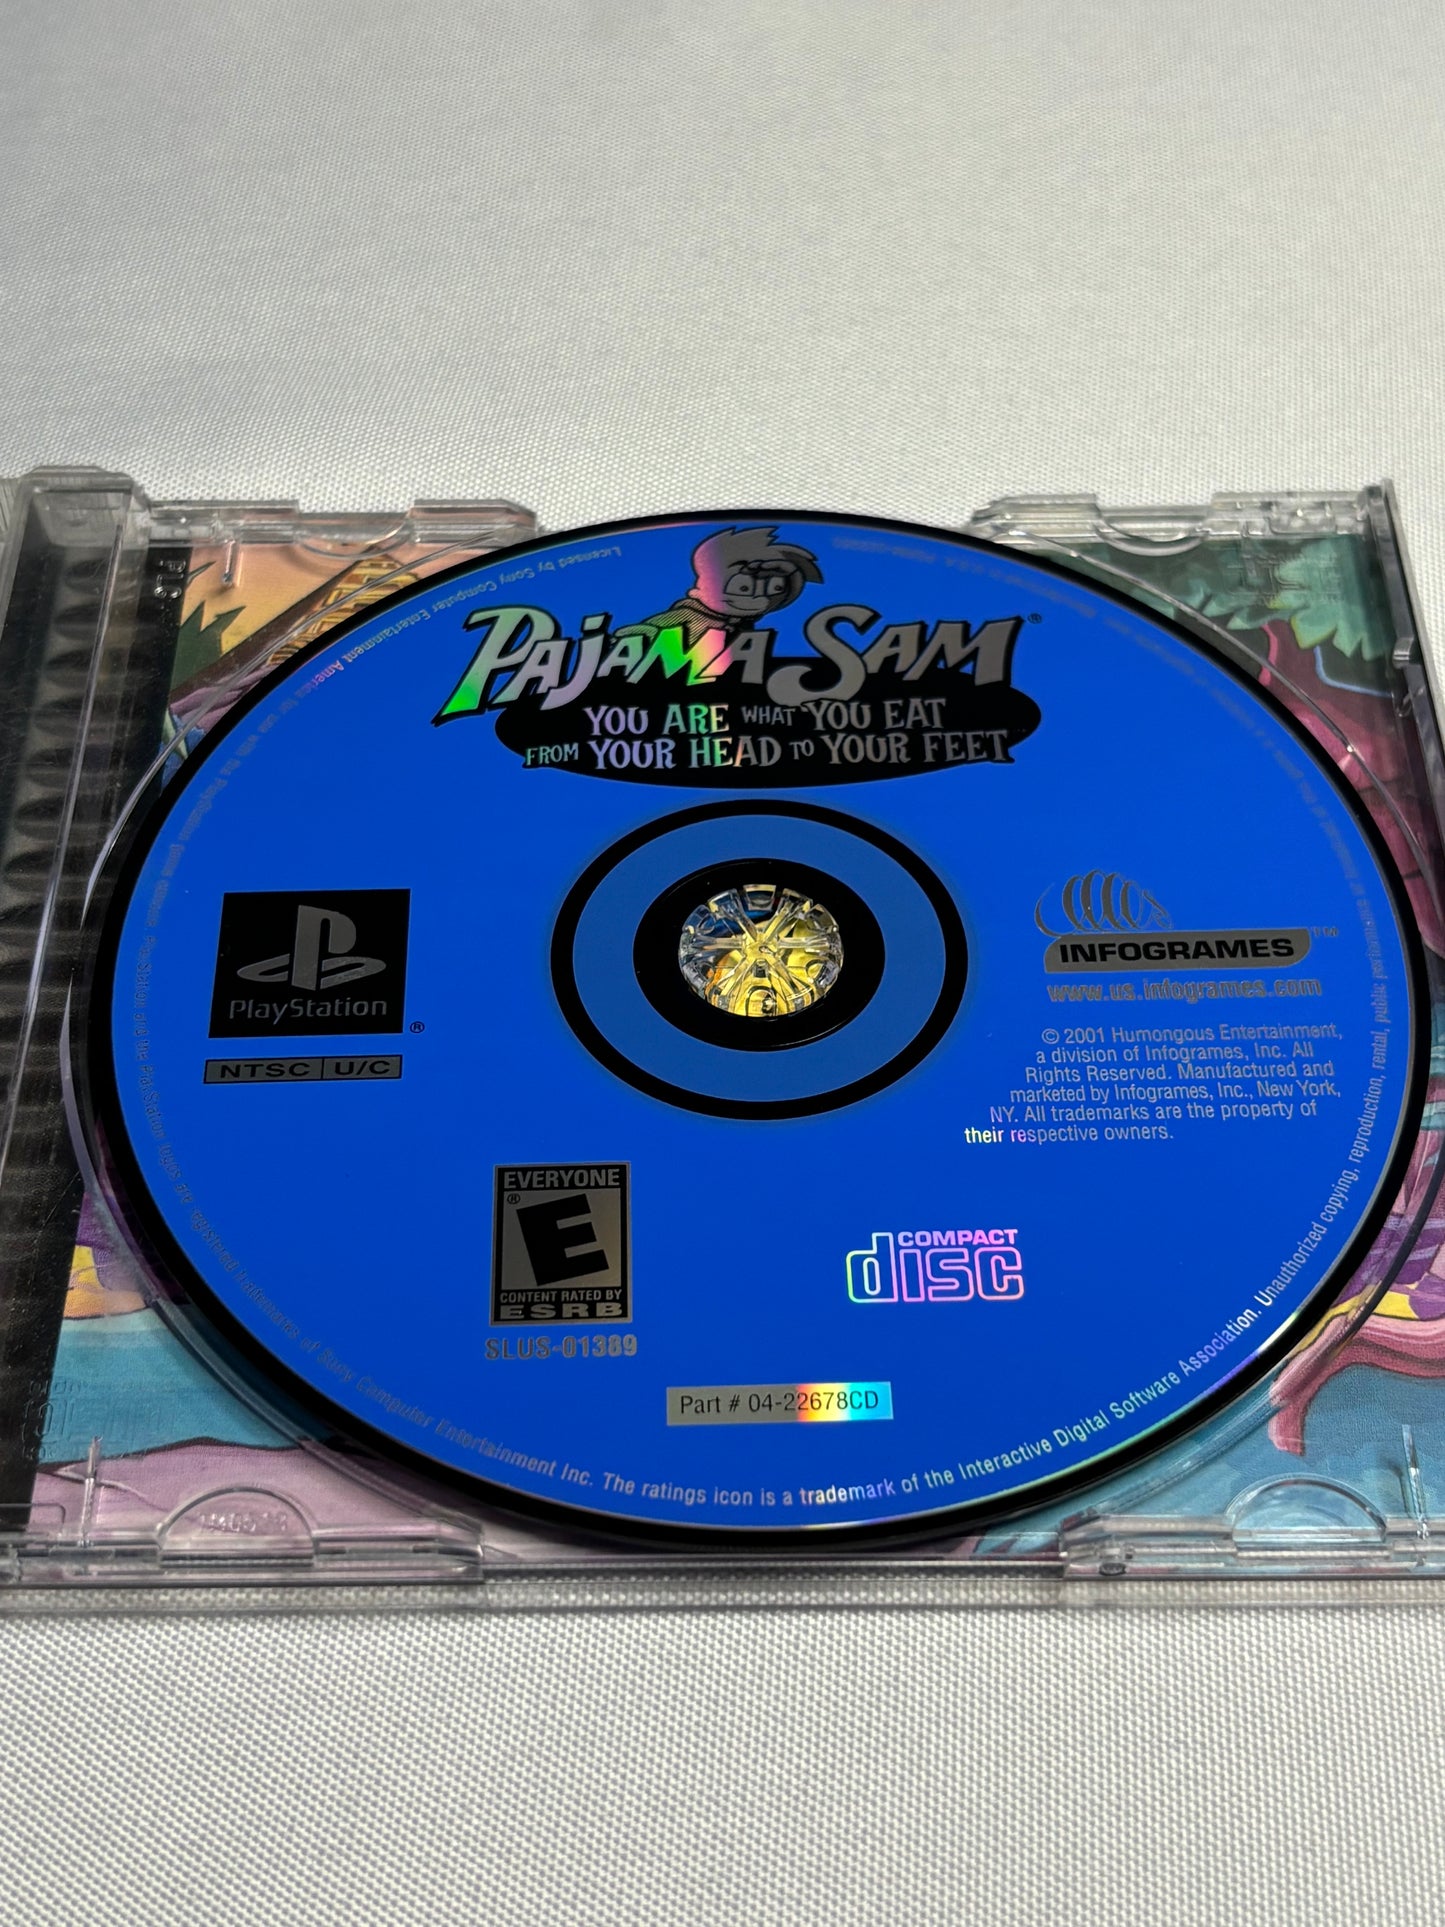 PAJAMA SAM®
YOU ARE WHAT YOU EAT
FROM YOUR HEAD TO YOUR FEET
PlayStation
®
NTSC U/C
INFOGRAMES™
www.us.infogrames.com
© 2001 Humongous Entertainment,
a division of Infogrames, Inc. All
Rights Reserved. Manufactured and
marketed by Infogrames, Inc., New York,
NY. All trademarks are the property of
their respective owners.
EVERYONE
®
E
CONTENT RATED BY
ESRB
SLUS-01389
COMPACT
disc
Part # 04-22678CD
Licensed by Sony Computer Entertainment America for use with the PlayStation game console. PlayStation and the PlayStation logos are registered trademarks of Sony Computer Entertainment Inc. The ratings icon is a trademark of the Interactive Digital Software Association. Unauthorized copying, reproduction, rental, public performance